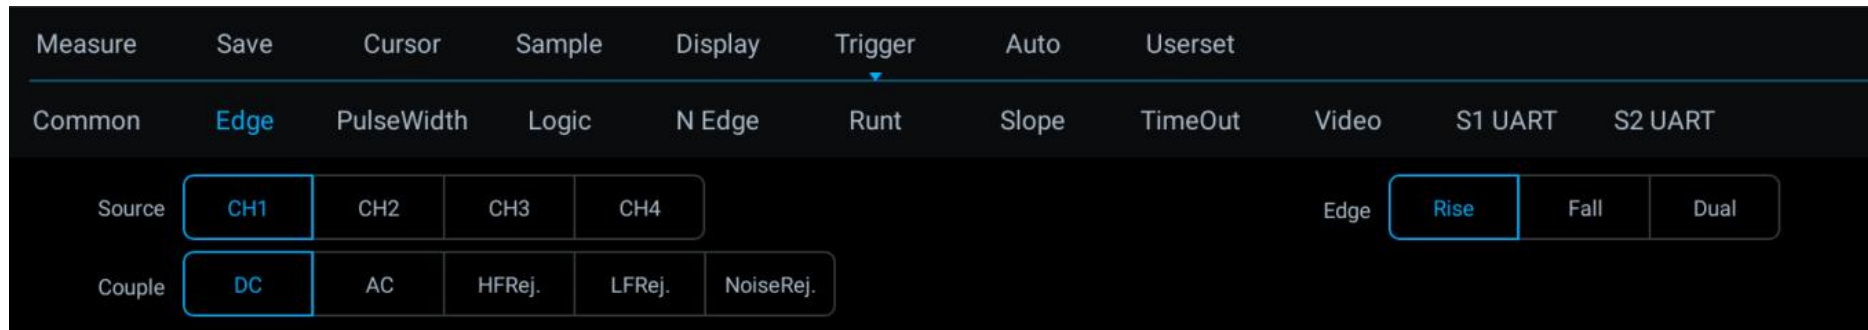 Measure Save Cursor Sample Display Trigger Auto Userset
Common Edge PulseWidth Logic N Edge Runt Slope TimeOut Video S1 UART S2 UART
Source CH1 CH2 CH3 CH4 Edge Rise Fall Dual
Couple DC AC HFRej. LFRej. NoiseRej.